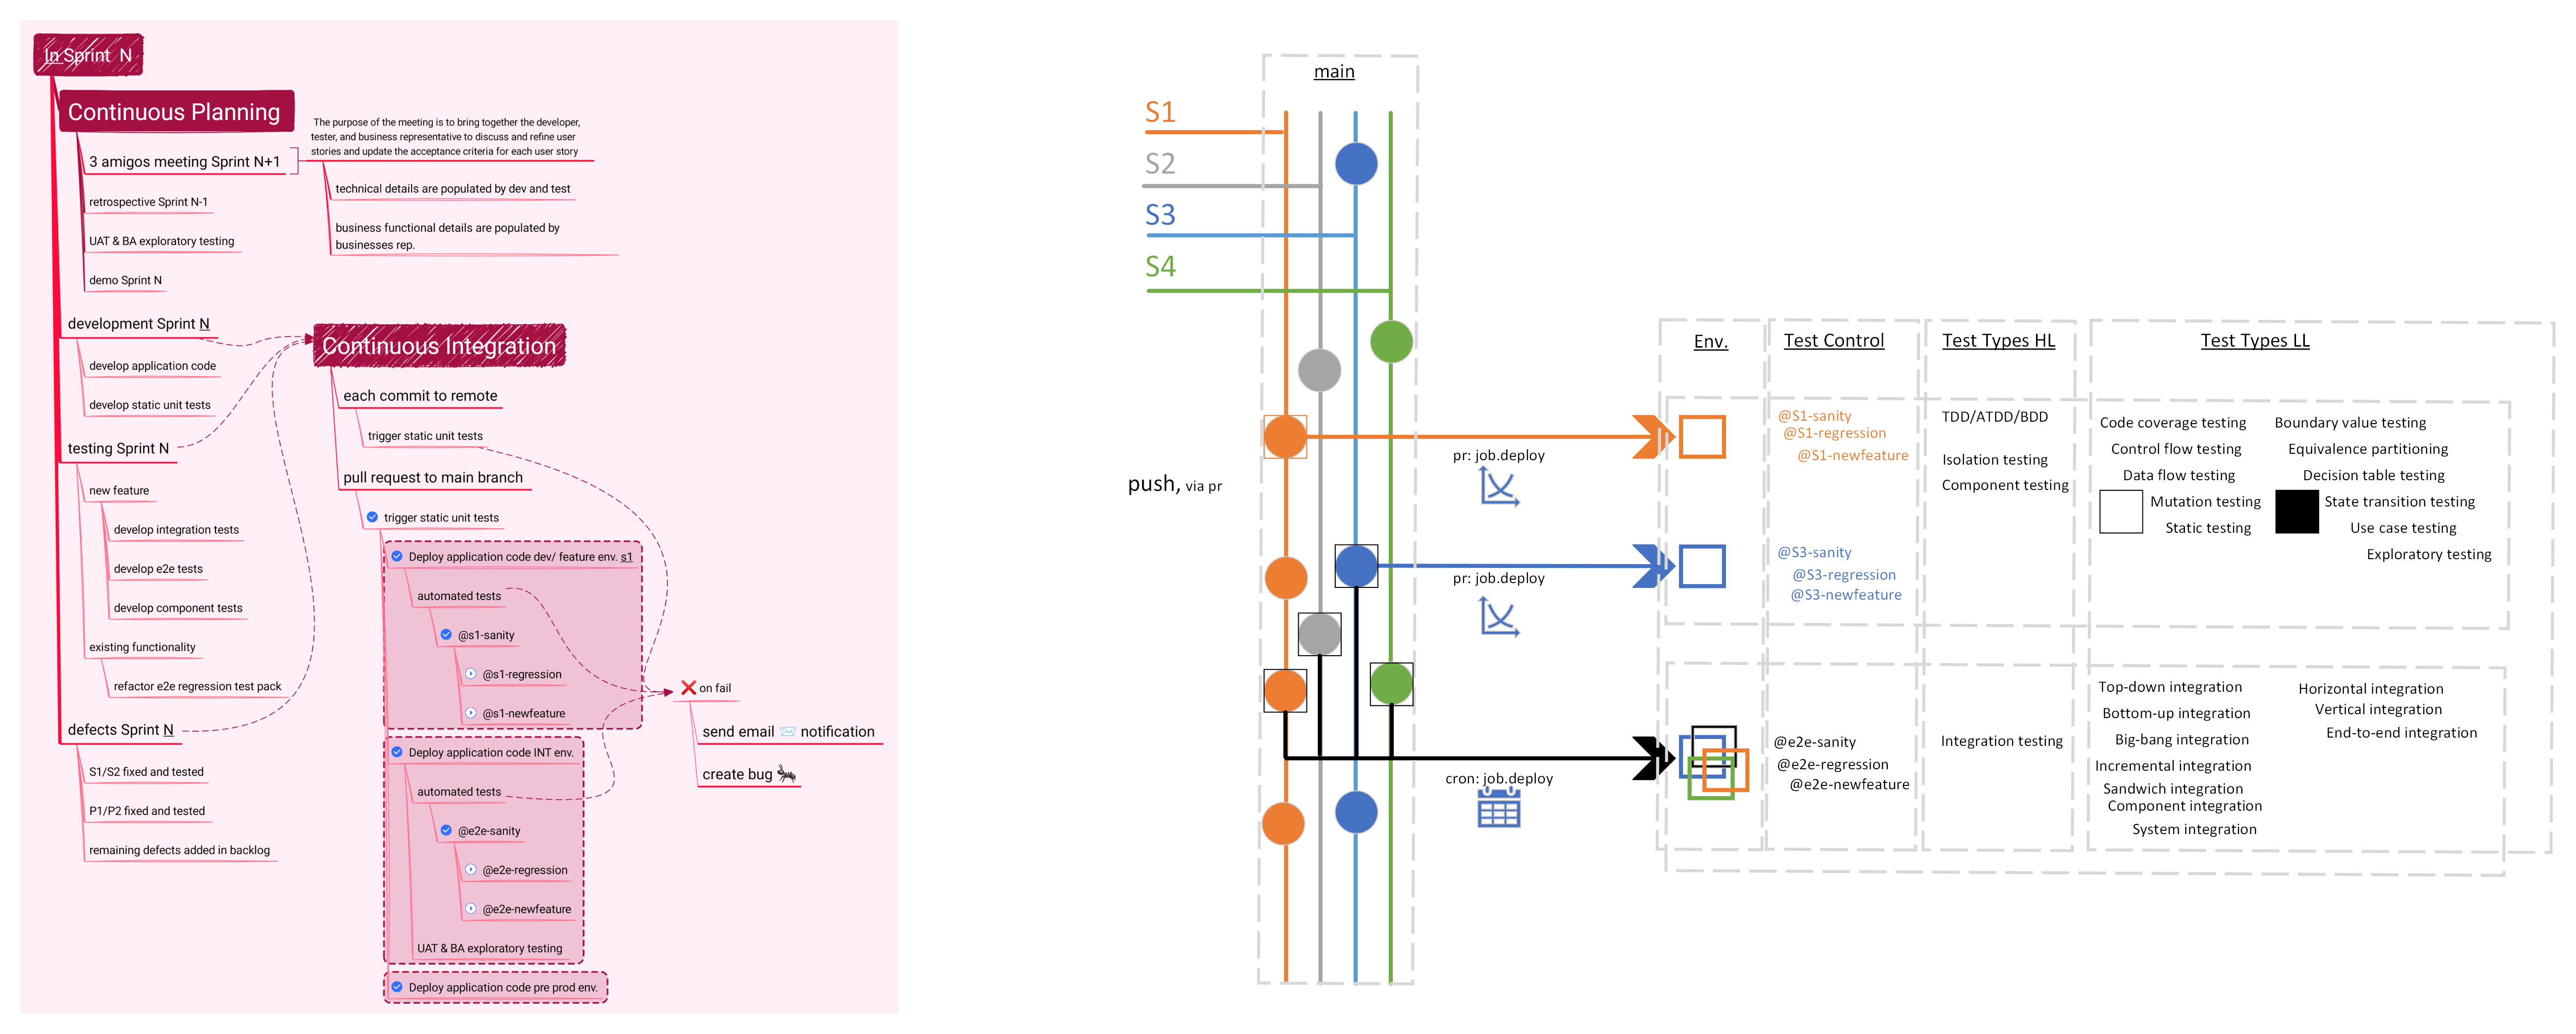 In Sprint N
Continuous Planning
3 amigos meeting Sprint N+1
The purpose of the meeting is to bring together the developer,
tester, and business representative to discuss and refine user
stories and update the acceptance criteria for each user story
technical details are populated by dev and test
business functional details are populated by
businesses rep.
retrospective Sprint N-1
UAT & BA exploratory testing
demo Sprint N
development Sprint N
develop application code
develop static unit tests
testing Sprint N
new feature
develop integration tests
develop e2e tests
develop component tests
existing functionality
refactor e2e regression test pack
defects Sprint N
S1/S2 fixed and tested
P1/P2 fixed and tested
remaining defects added in backlog
Continuous Integration
each commit to remote
trigger static unit tests
pull request to main branch
trigger static unit tests
Deploy application code dev/ feature env. s1
automated tests
@s1-sanity
@s1-regression
@s1-newfeature
Deploy application code INT env.
automated tests
@e2e-sanity
@e2e-regression
@e2e-newfeature
UAT & BA exploratory testing
Deploy application code pre prod env.
❌ on fail
send email 📨 notification
create bug 🐜
main
S1
S2
S3
S4
push, via pr
pr: job.deploy
pr: job.deploy
cron: job.deploy
Env.
Test Control
@S1-sanity
@S1-regression
@S1-newfeature
@S3-sanity
@S3-regression
@S3-newfeature
@e2e-sanity
@e2e-regression
@e2e-newfeature
Test Types HL
TDD/ATDD/BDD
Isolation testing
Component testing
Integration testing
Test Types LL
Code coverage testing
Control flow testing
Data flow testing
Mutation testing
Static testing
Boundary value testing
Equivalence partitioning
Decision table testing
State transition testing
Use case testing
Exploratory testing
Top-down integration
Bottom-up integration
Big-bang integration
Incremental integration
Sandwich integration
Component integration
System integration
Horizontal integration
Vertical integration
End-to-end integration